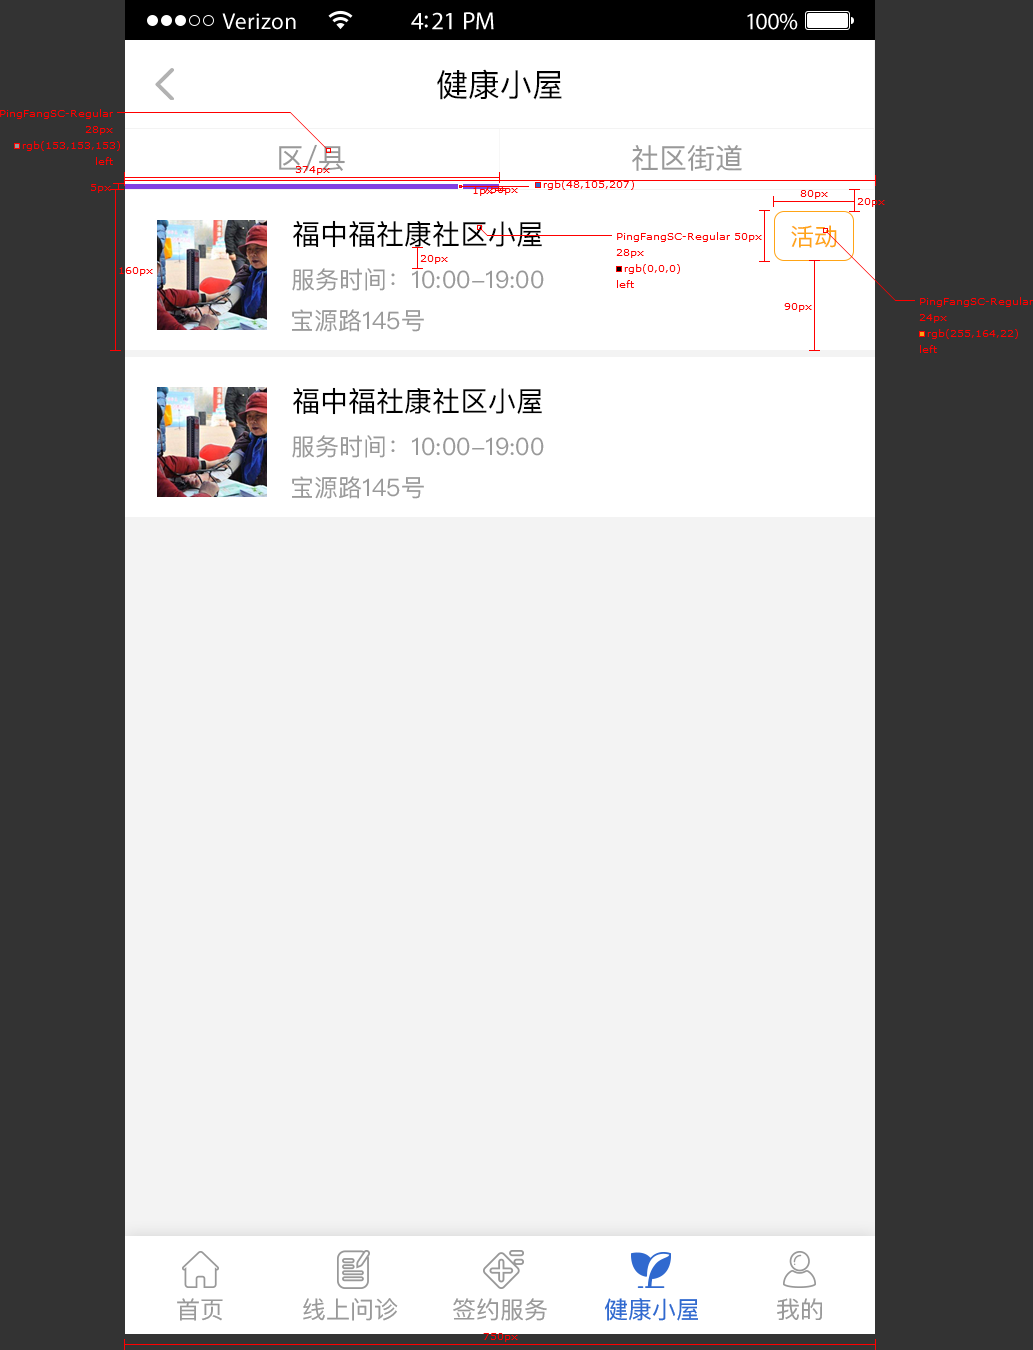 Verizon 4:21 PM 100%
健康小屋
PingFangSC-Regular
28px
rgb(153,153,153)
left
区/县 社区街道
374px
5px
rgb(48,105,207)
80px
20px
福中福社康社区小屋
PingFangSC-Regular 50px
28px
rgb(0,0,0)
left
活动
20px
160px
服务时间：10:00-19:00
90px
PingFangSC-Regular
24px
rgb(255,164,22)
left
宝源路145号
福中福社康社区小屋
服务时间：10:00-19:00
宝源路145号
首页 线上问诊 签约服务 健康小屋 我的
750px